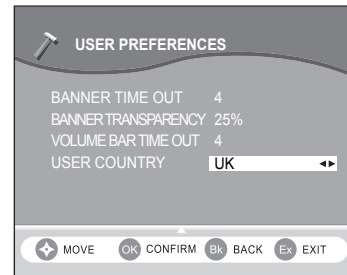 USER PREFERENCES
BANNER TIME OUT 4
BANNER TRANSPARENCY 25%
VOLUME BAR TIME OUT 4
USER COUNTRY UK
MOVE OK CONFIRM Bk BACK Ex EXIT